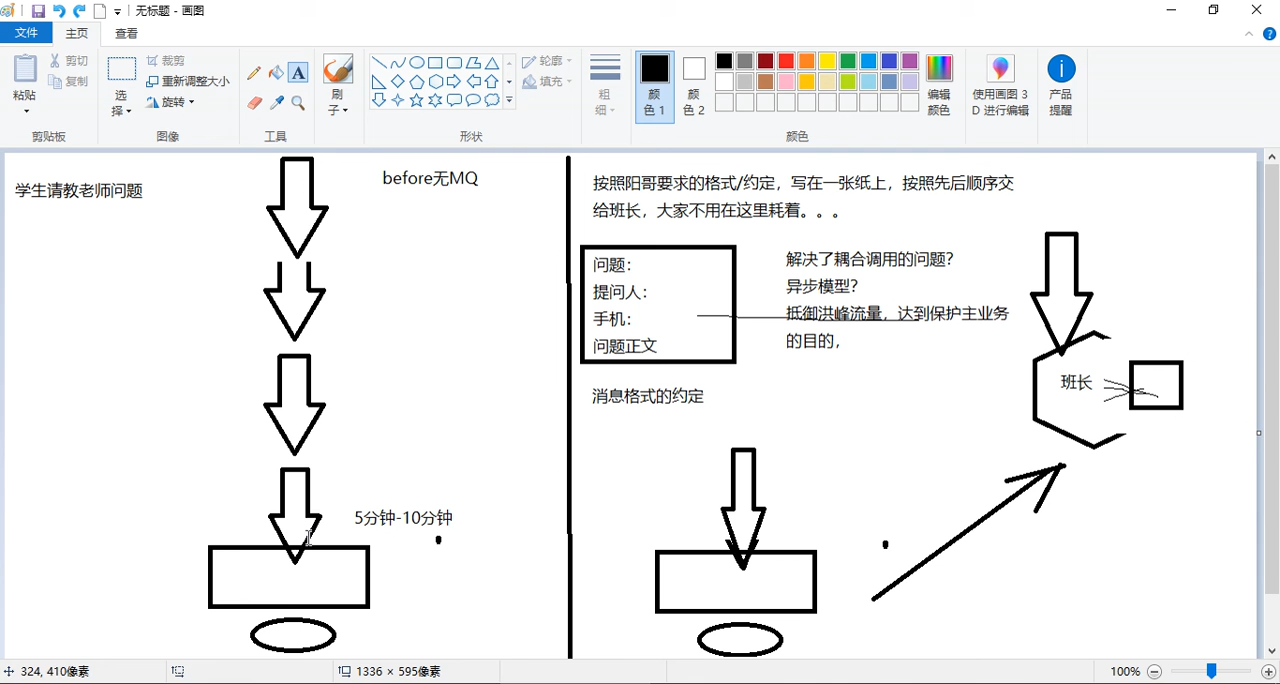 无标题 - 画图
文件
主页
查看
粘贴
剪切
复制
剪贴板
选择
裁剪
重新调整大小
旋转
图像
A
工具
刷子
轮廓
填充
形状
粗细
颜色 1
颜色 2
编辑颜色
颜色
使用画图 3D 进行编辑
产品提醒
学生请教老师问题
before无MQ
5分钟-10分钟
按照阳哥要求的格式/约定，写在一张纸上，按照先后顺序交
给班长，大家不用在这里耗着。。。
问题：
提问人：
手机：
问题正文
消息格式的约定
解决了耦合调用的问题？
异步模型？
抵御洪峰流量，达到保护主业务
的目的，
班长
324, 410像素
1336 × 595像素
100%